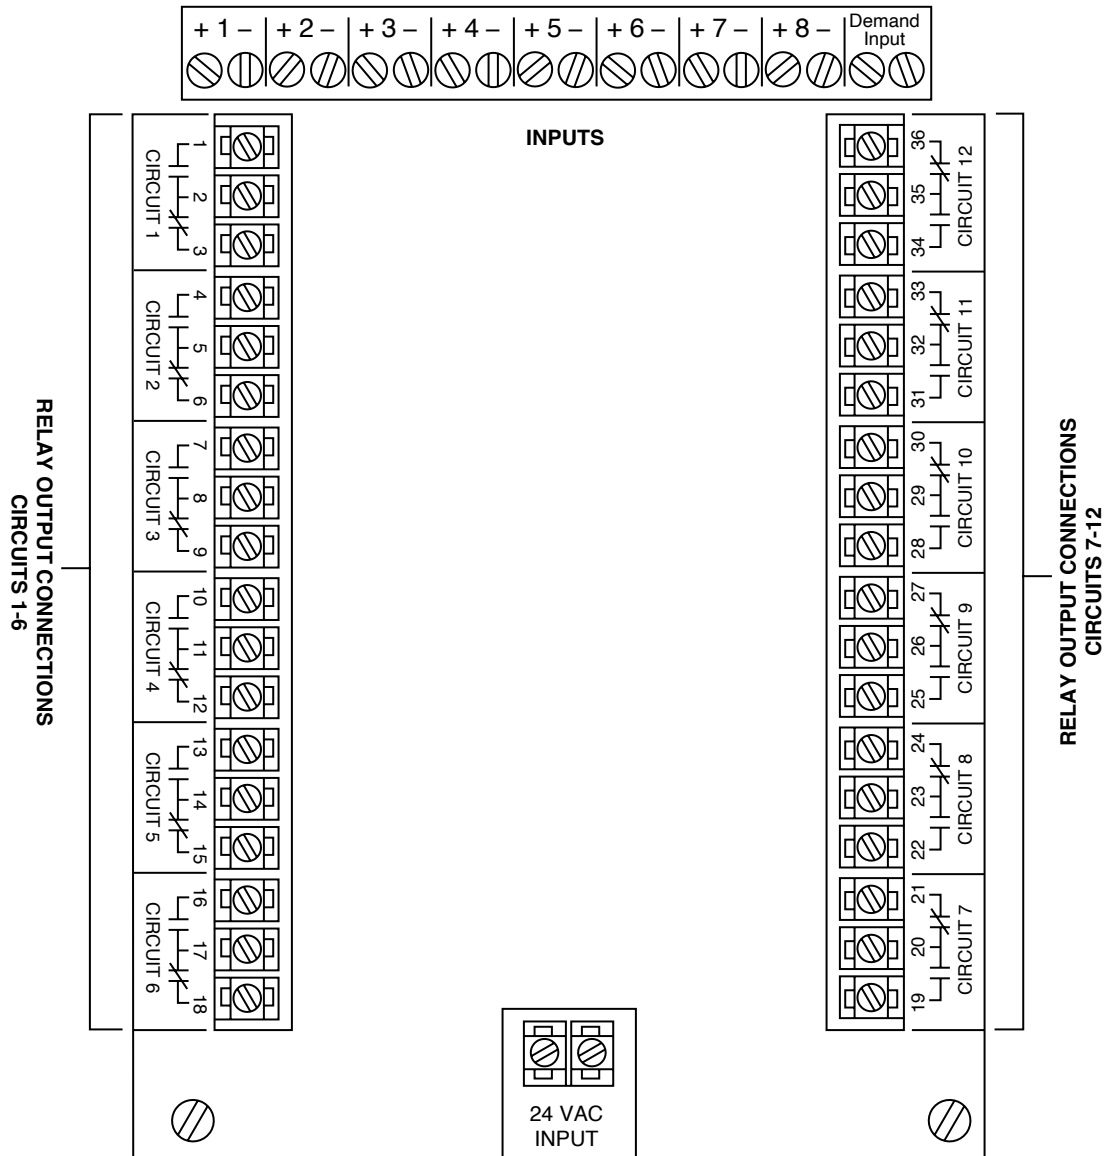 + 1 –
+ 2 –
+ 3 –
+ 4 –
+ 5 –
+ 6 –
+ 7 –
+ 8 –
Demand
Input
INPUTS
RELAY OUTPUT CONNECTIONS
CIRCUITS 1-6
CIRCUIT 1
1
2
3
CIRCUIT 2
4
5
6
CIRCUIT 3
7
8
9
CIRCUIT 4
10
11
12
CIRCUIT 5
13
14
15
CIRCUIT 6
16
17
18
36
35
34
CIRCUIT 12
33
32
31
CIRCUIT 11
30
29
28
CIRCUIT 10
27
26
25
CIRCUIT 9
24
23
22
CIRCUIT 8
21
20
19
CIRCUIT 7
RELAY OUTPUT CONNECTIONS
CIRCUITS 7-12
24 VAC
INPUT